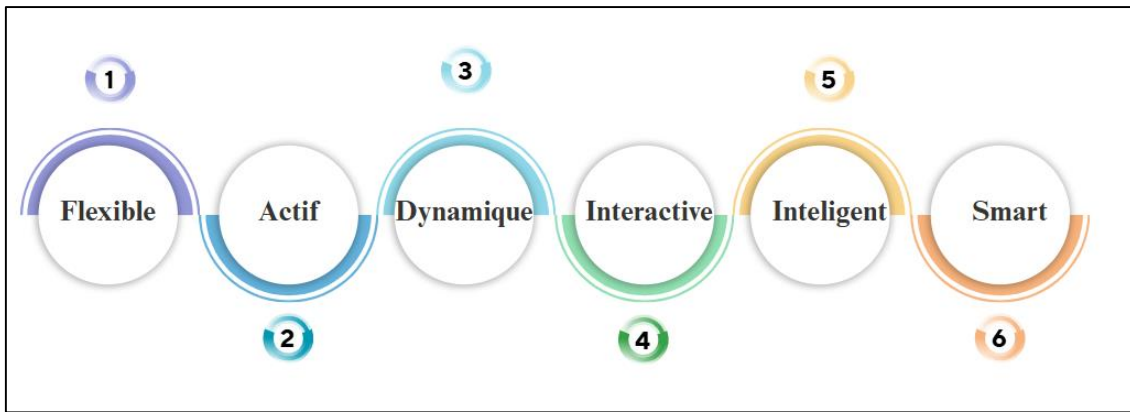 1
Flexible
2
Actif
3
Dynamique
4
Interactive
5
Inteligent
6
Smart